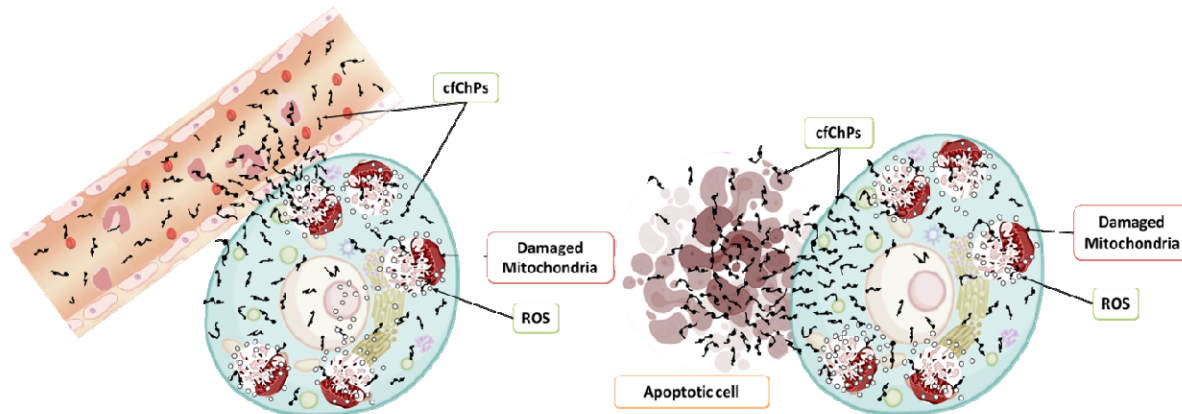 cfChPs
Damaged
Mitochondria
ROS
cfChPs
Damaged
Mitochondria
ROS
Apoptotic cell